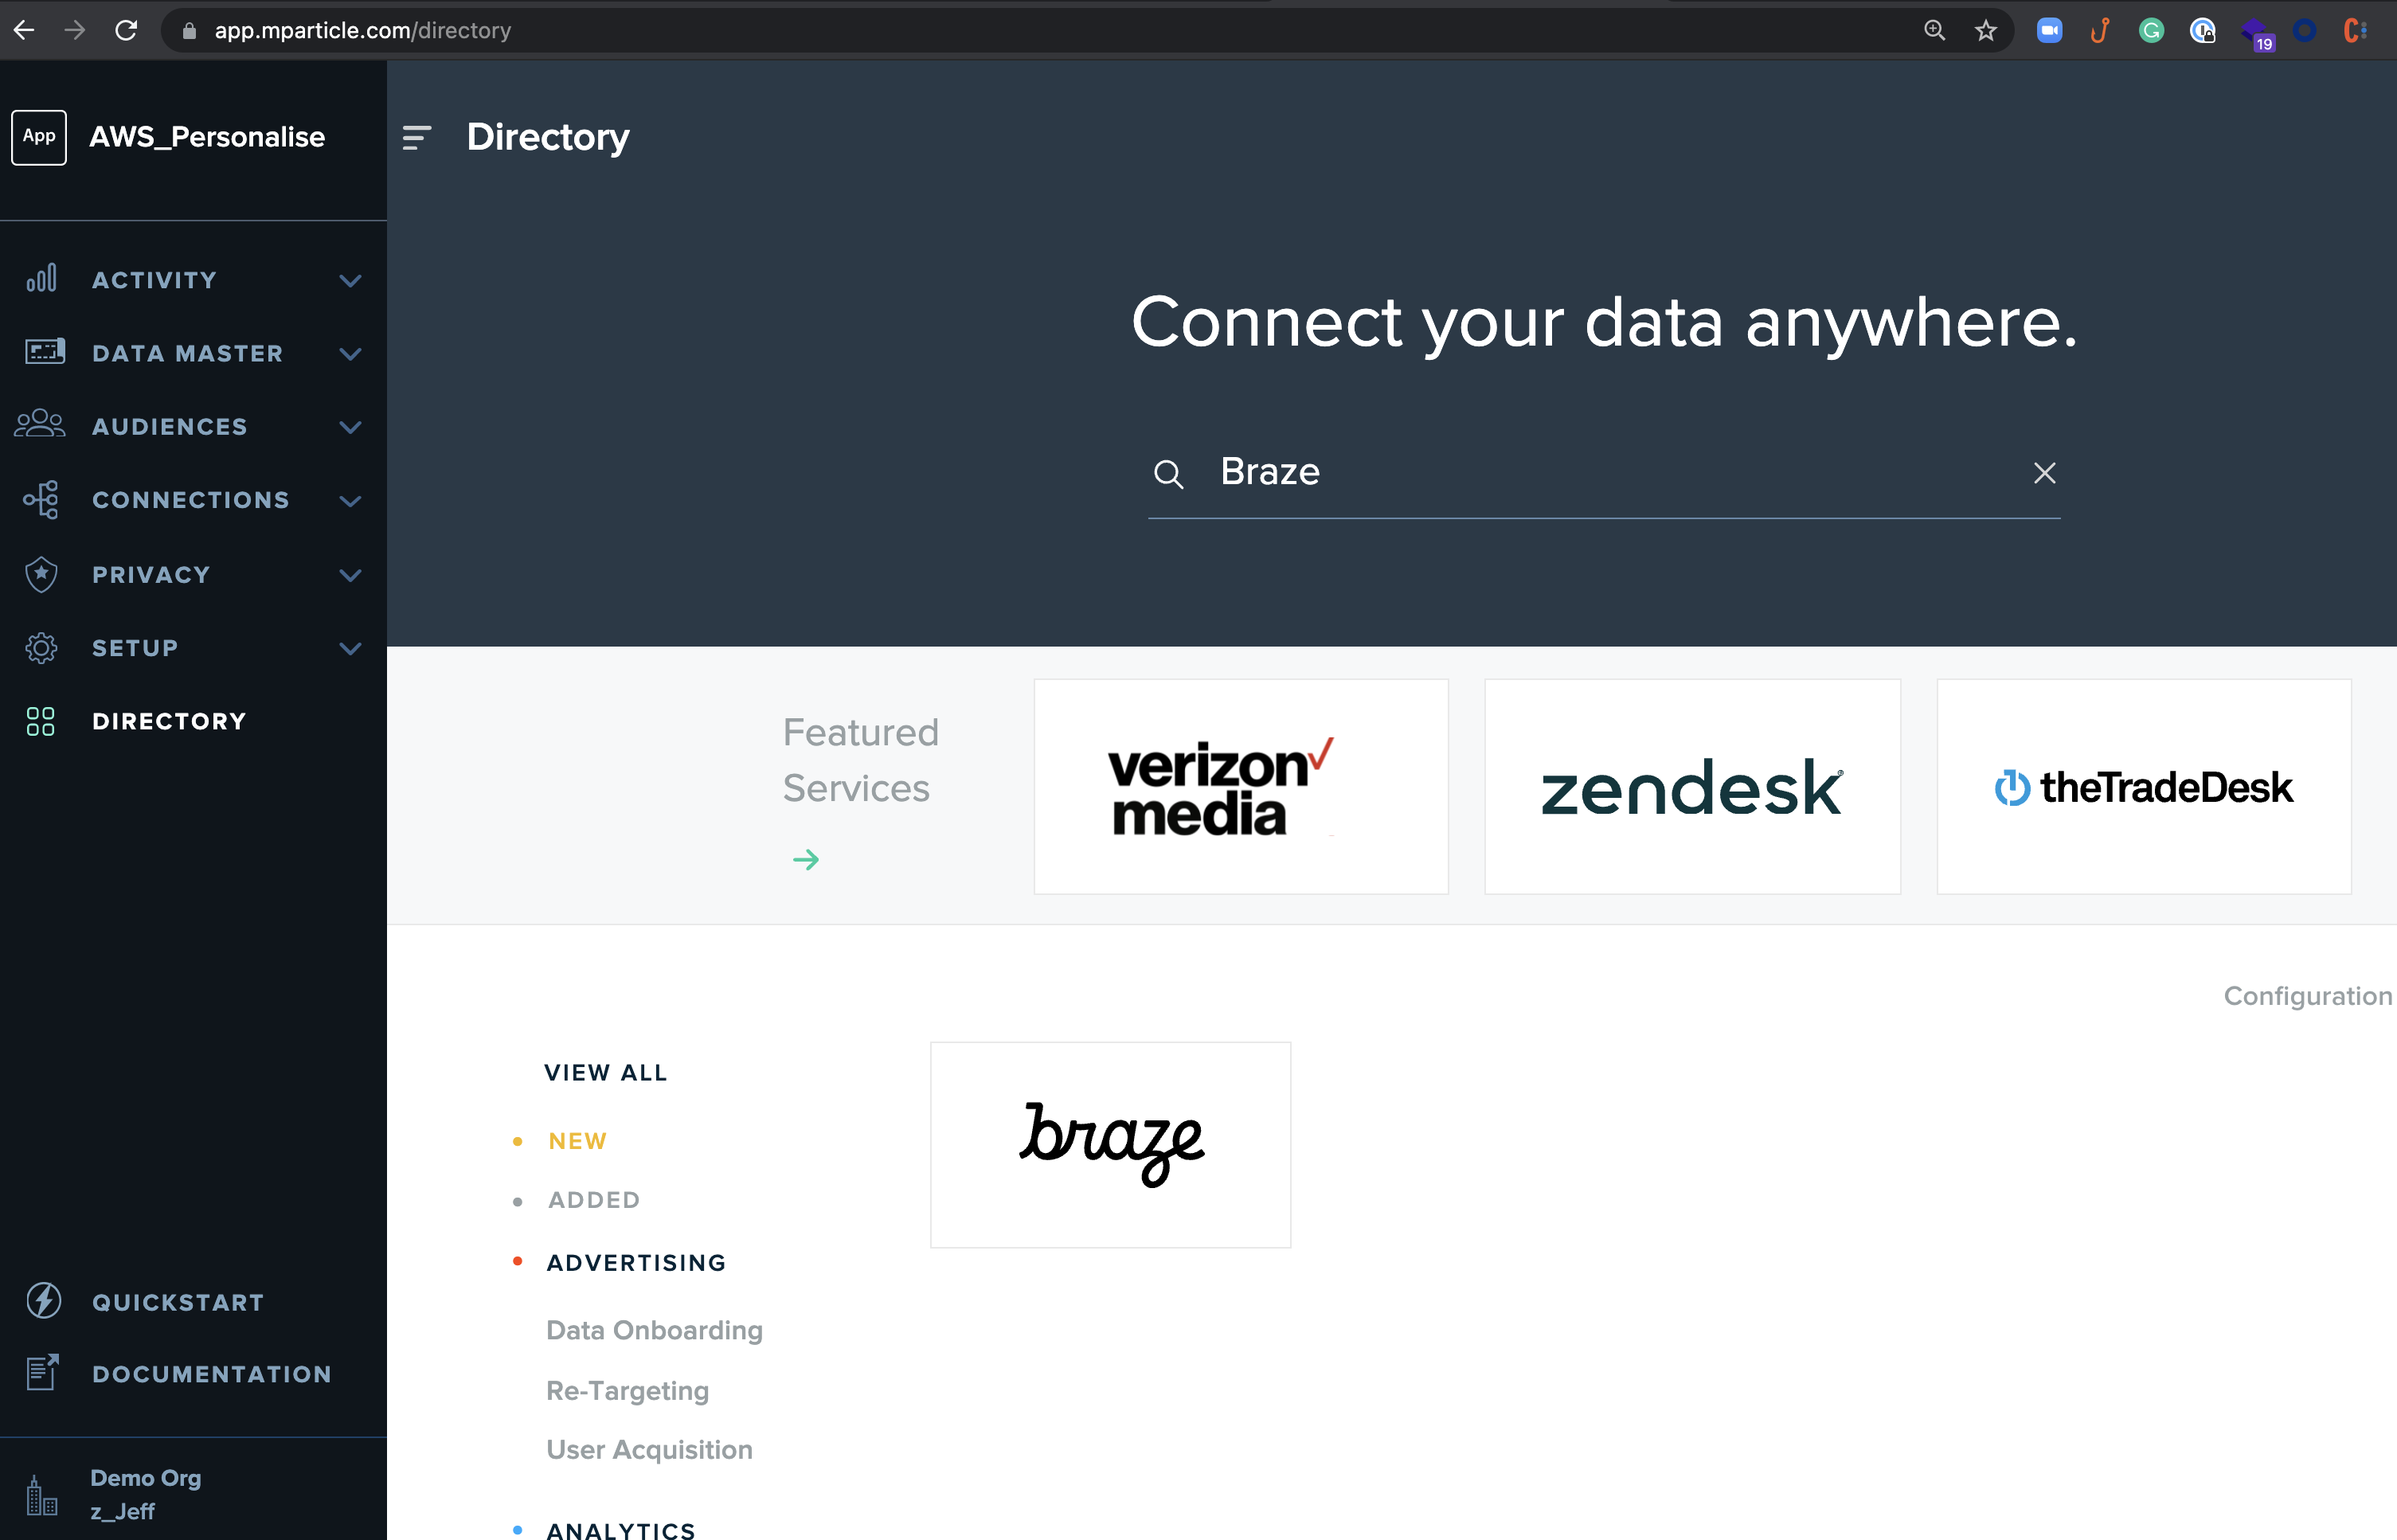 app.mparticle.com/directory
19
App
AWS_Personalise
ACTIVITY
DATA MASTER
AUDIENCES
CONNECTIONS
PRIVACY
SETUP
DIRECTORY
QUICKSTART
DOCUMENTATION
Demo Org
z_Jeff
Directory
Connect your data anywhere.
Braze
Featured
Services
verizon
media
zendesk
theTradeDesk
Configuration
VIEW ALL
NEW
ADDED
ADVERTISING
Data Onboarding
Re-Targeting
User Acquisition
ANALYTICS
braze